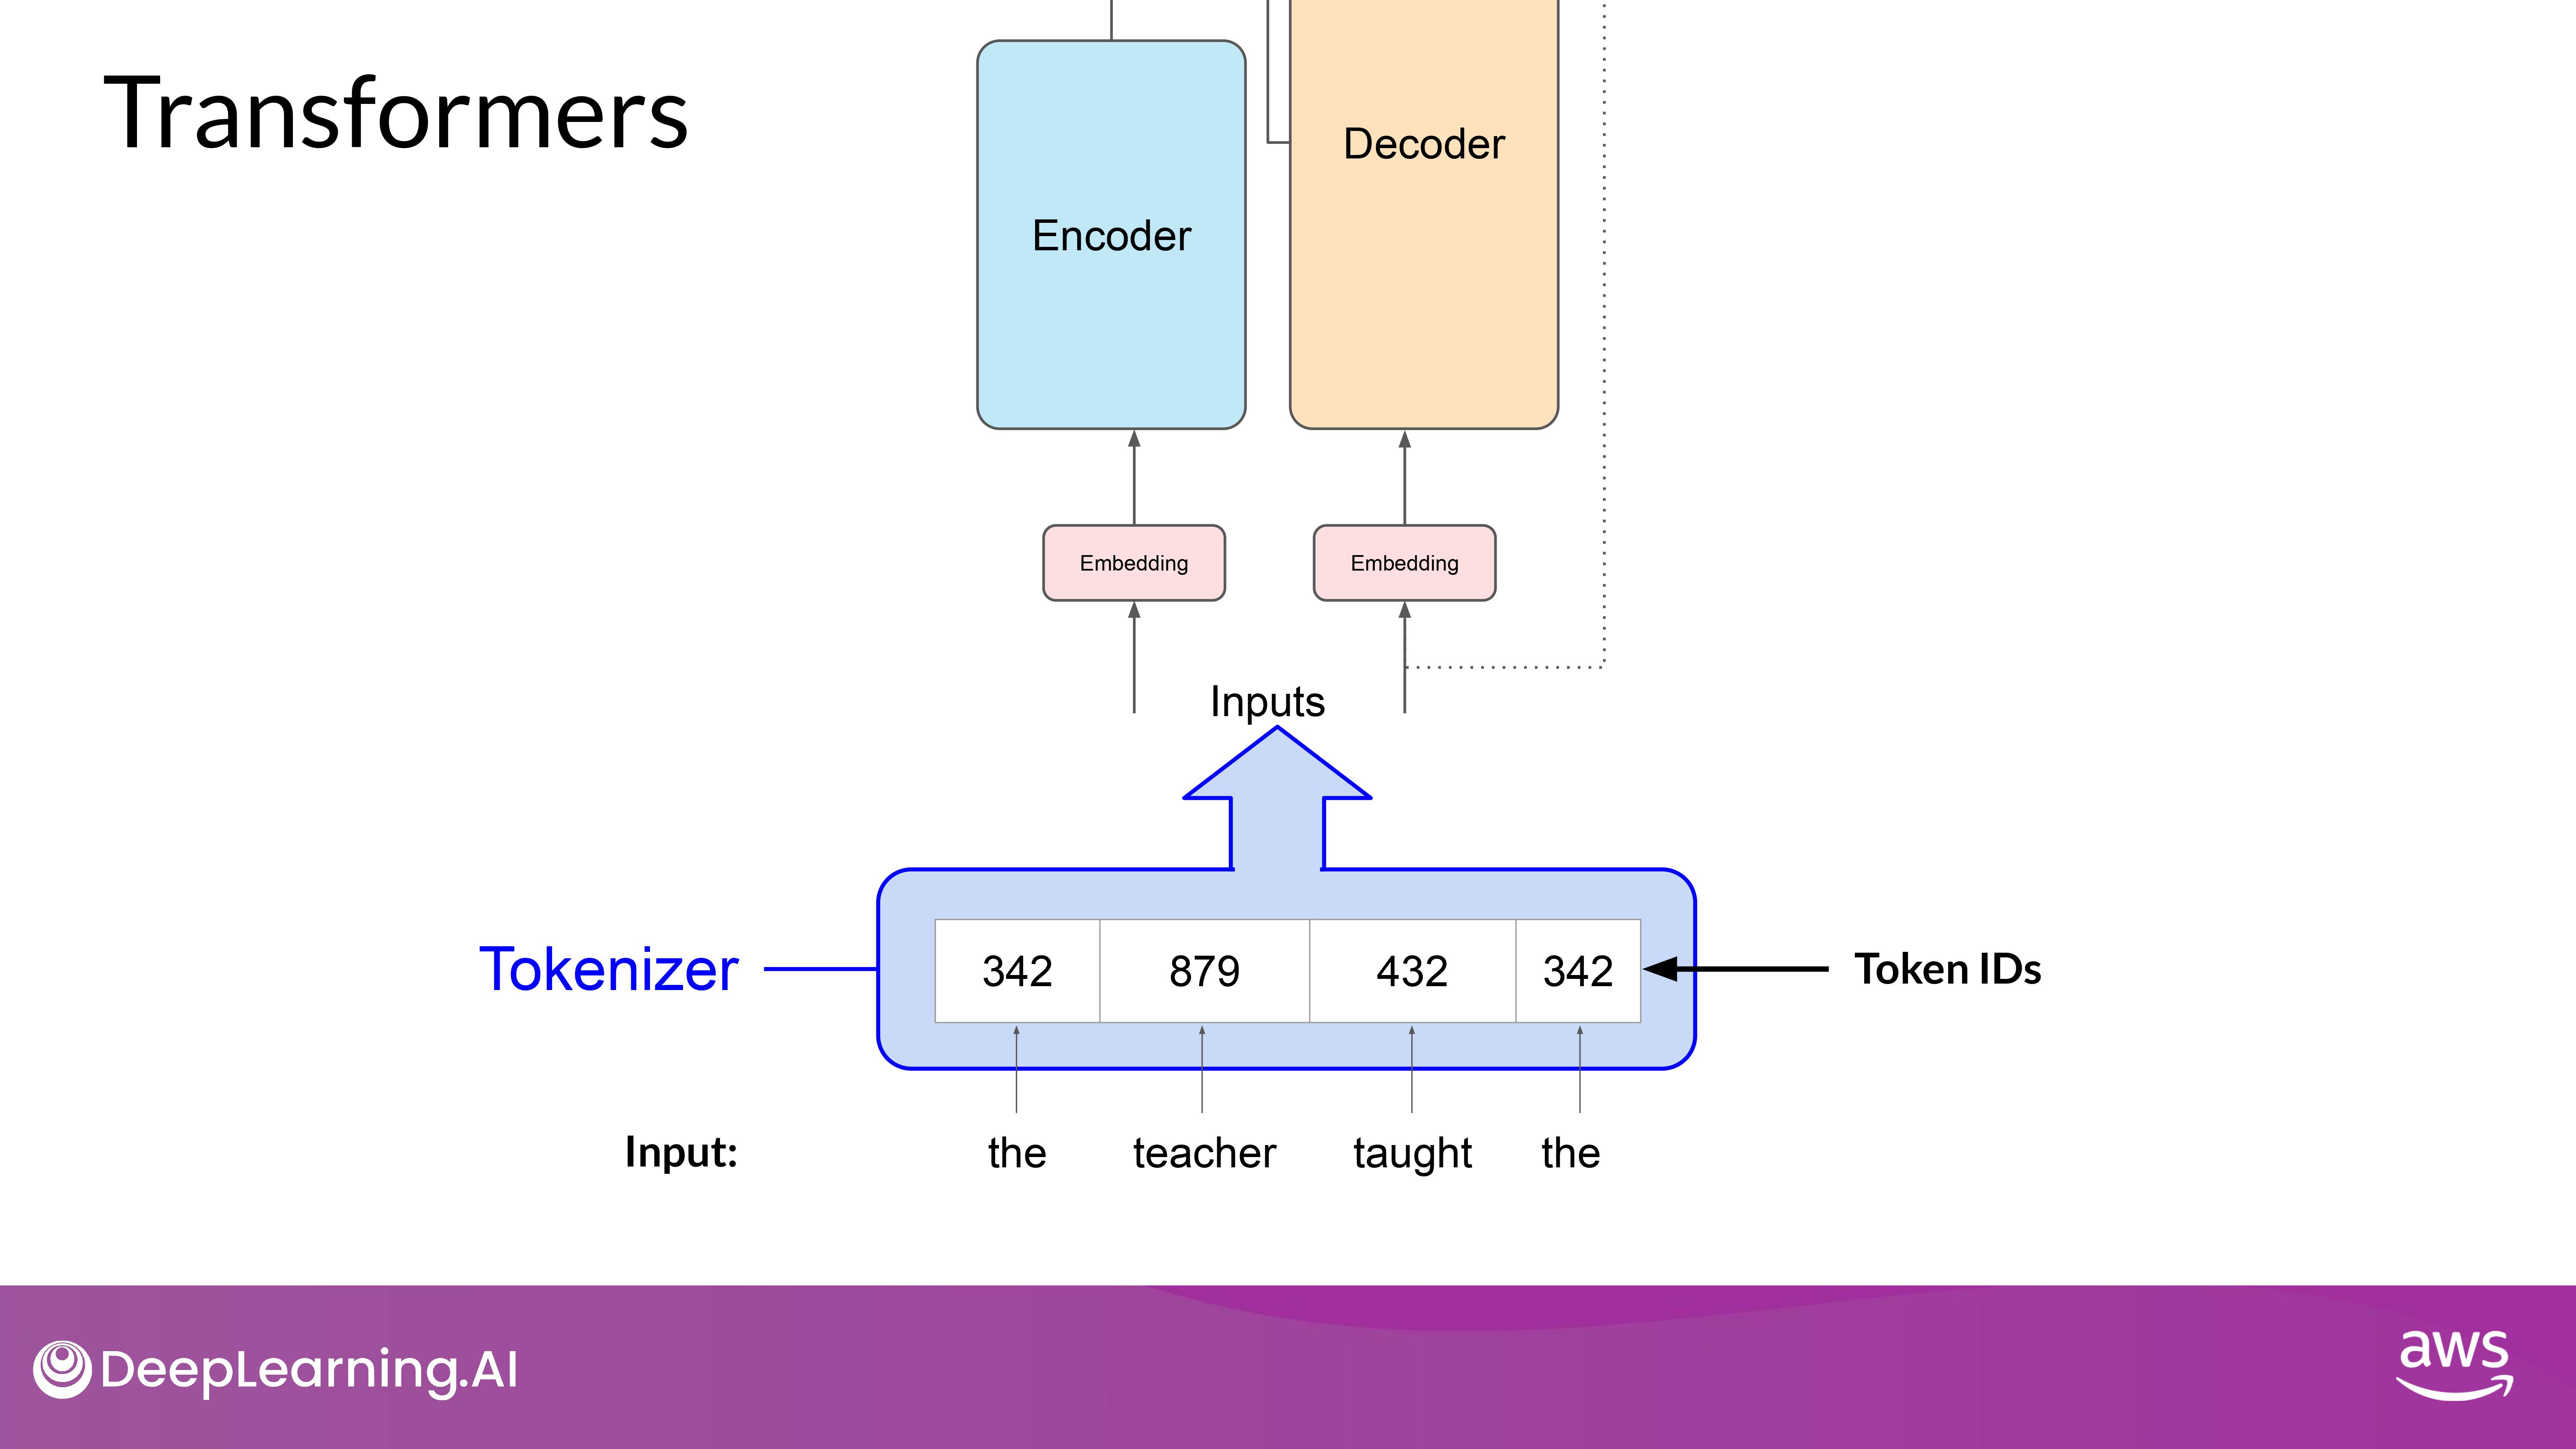 Transformers
Decoder
Encoder
Embedding Embedding
Inputs
Tokenizer 342 879 432 342 Token IDs
Input: the teacher taught the
DeepLearning.AI aws